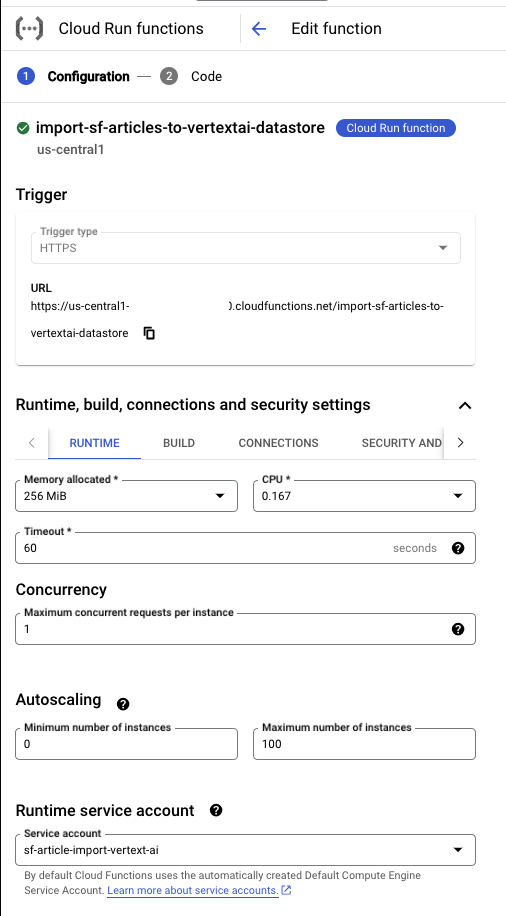 Cloud Run functions
Edit function
1 Configuration — 2 Code
import-sf-articles-to-vertextai-datastore Cloud Run function
us-central1
Trigger
Trigger type
HTTPS
URL
https://us-central1- .cloudfunctions.net/import-sf-articles-to-
vertextai-datastore
Runtime, build, connections and security settings
RUNTIME BUILD CONNECTIONS SECURITY AND
Memory allocated * CPU *
256 MiB 0.167
Timeout *
60 seconds
Concurrency
Maximum concurrent requests per instance
1
Autoscaling
Minimum number of instances Maximum number of instances
0 100
Runtime service account
Service account
sf-article-import-vertext-ai
By default Cloud Functions uses the automatically created Default Compute Engine
Service Account. Learn more about service accounts.